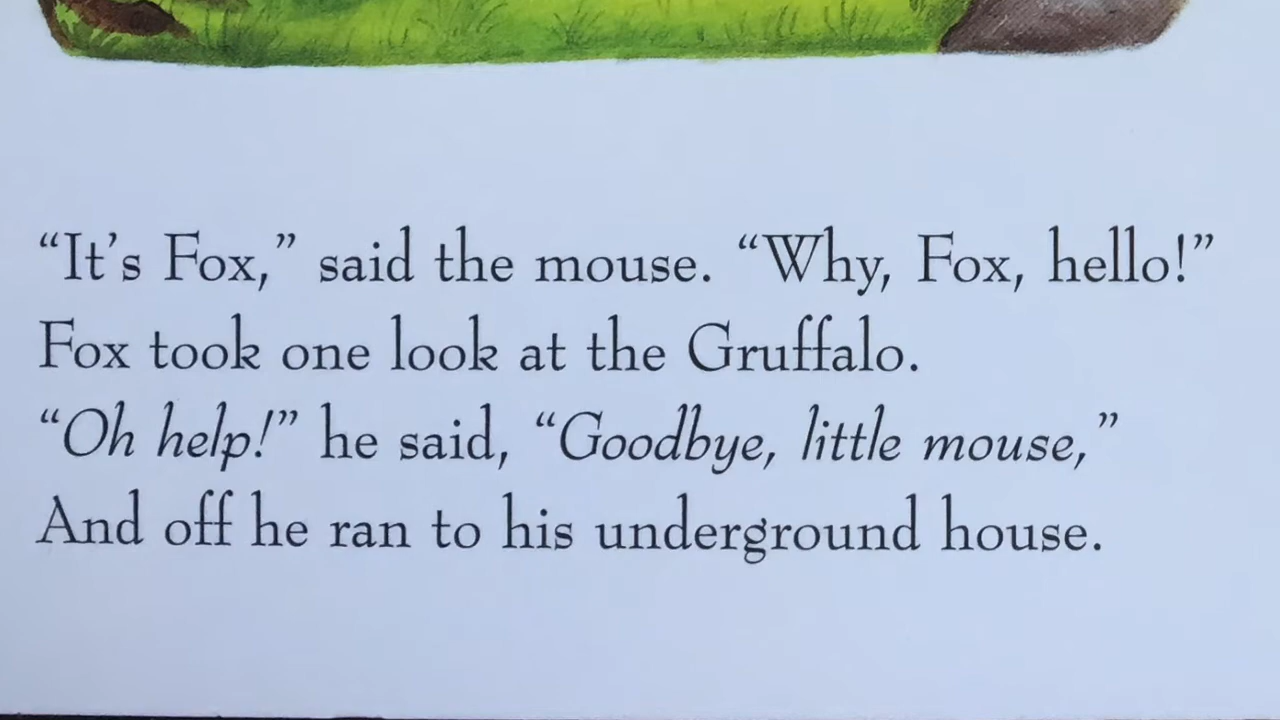 “It’s Fox,” said the mouse. “Why, Fox, hello!”
Fox took one look at the Gruffalo.
“Oh help!” he said, “Goodbye, little mouse,”
And off he ran to his underground house.